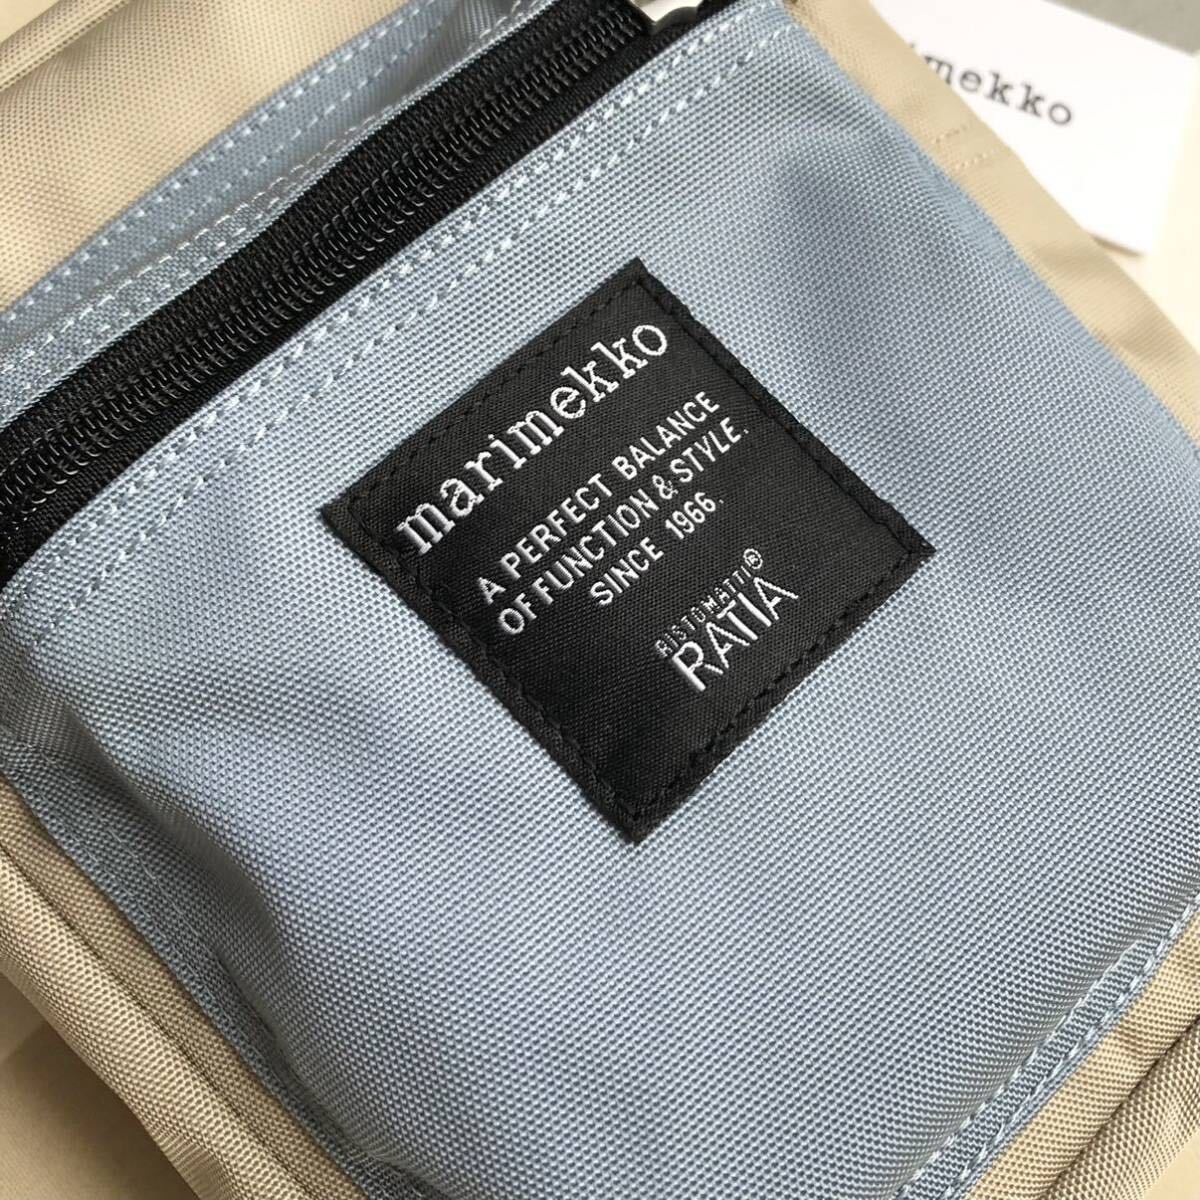 imekko
marimekko
A PERFECT BALANCE
OF FUNCTION & STYLE.
SINCE 1966.
RISTOMATTI®
RATIA